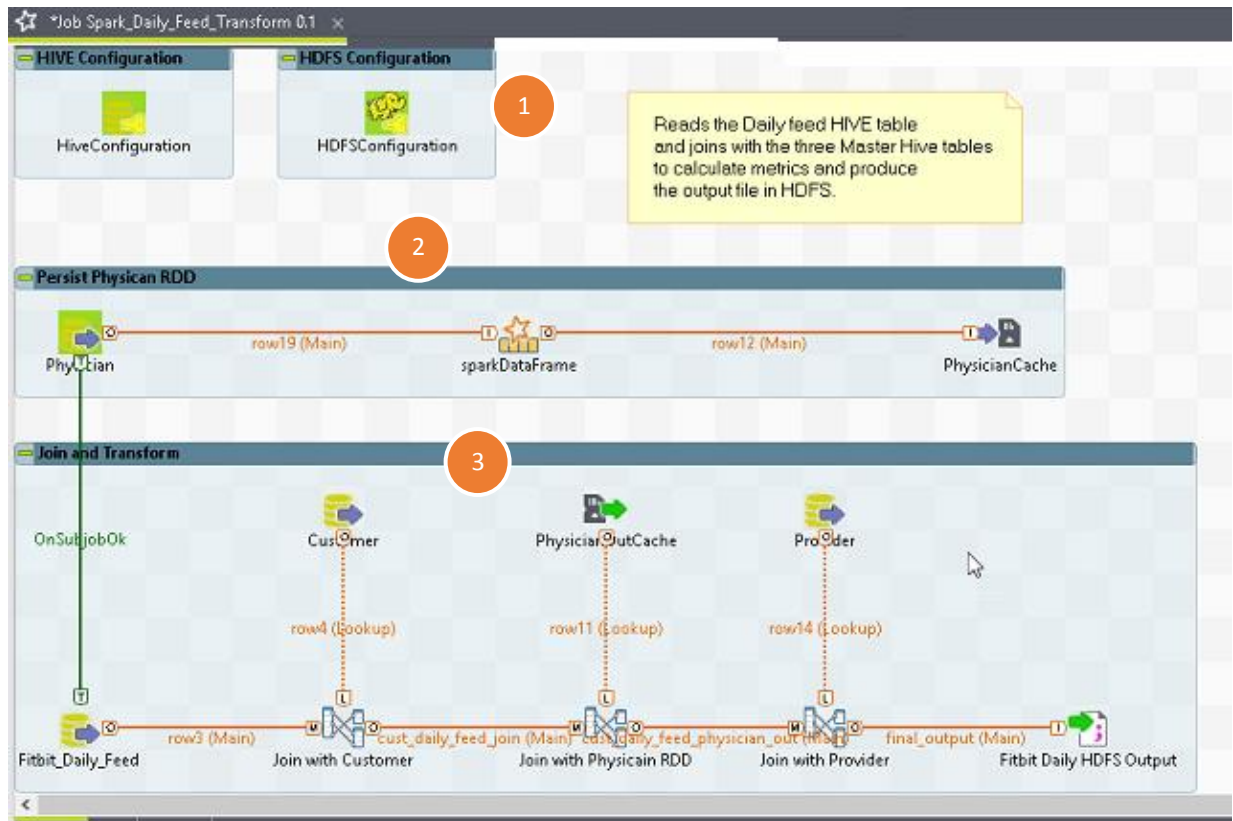 *Job Spark_Daily_Feed_Transform 0.1
HIVE Configuration
HDFS Configuration
1
HiveConfiguration
HDFSConfiguration
Reads the Daily feed HIVE table
and joins with the three Master Hive tables
to calculate metrics and produce
the output file in HDFS.
2
Persist Physican RDD
O
row19 (Main)
I
O
row12 (Main)
I
Physician
T
sparkDataFrame
PhysicianCache
Join and Transform
3
OnSubjobOk
Customer
PhysicianOutCache
Provider
O
O
O
row4 (Lookup)
row11 (Lookup)
row14 (Lookup)
T
L
L
L
O
row3 (Main)
M
O
cust_daily_feed_join (Main)
M
O
cust_daily_feed_physician_out (Main)
M
O
final_output (Main)
I
Fitbit_Daily_Feed
Join with Customer
Join with Physicain RDD
Join with Provider
Fitbit Daily HDFS Output